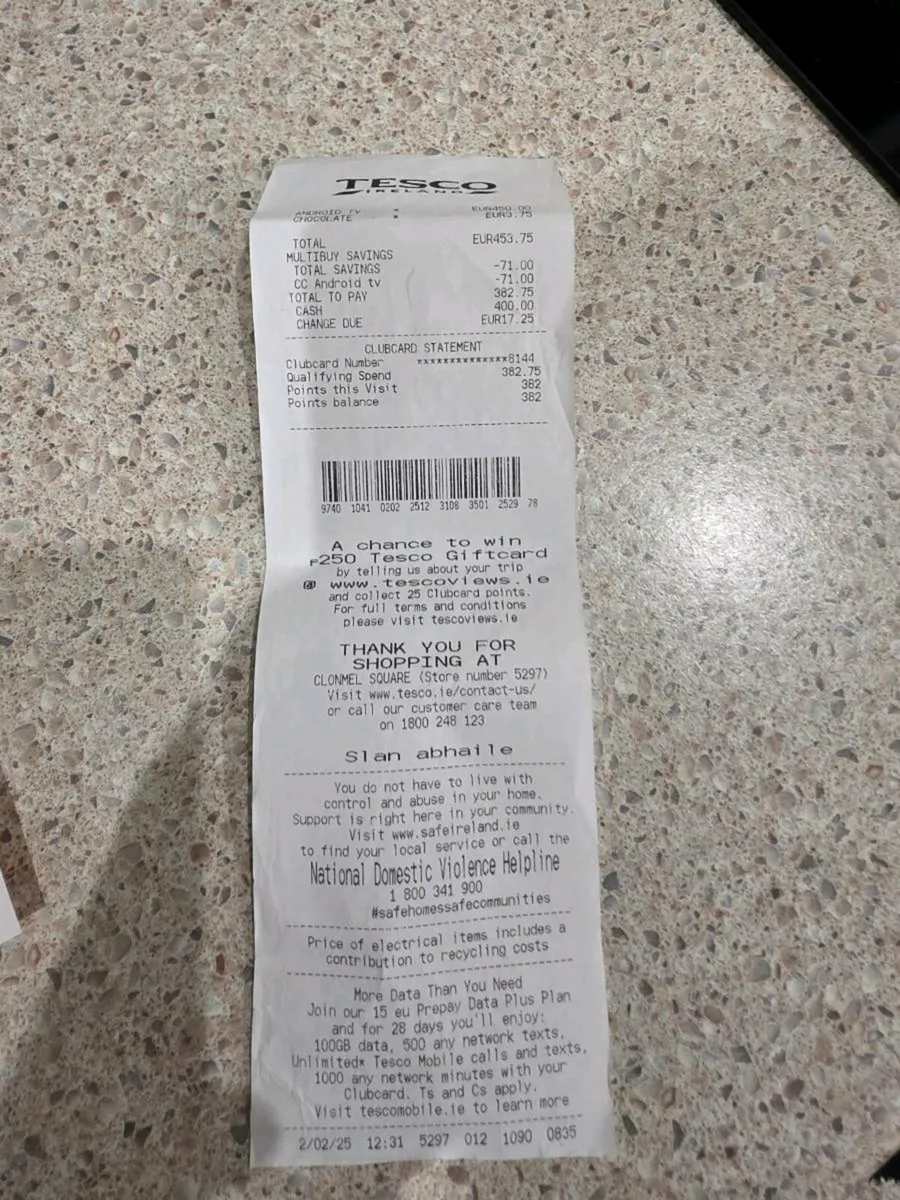 TESCO
IRELAND
ANDROID TV EUR450.00
CHOCOLATE EUR3.75
TOTAL EUR453.75
MULTIBUY SAVINGS
TOTAL SAVINGS -71.00
CC Android tv -71.00
TOTAL TO PAY 382.75
CASH 400.00
CHANGE DUE EUR17.25
CLUBCARD STATEMENT
Clubcard Number **************8144
Qualifying Spend 382.75
Points this Visit 382
Points balance 382
9740 1041 0202 2512 3108 3501 2529 78
A chance to win
250 Tesco Giftcard
by telling us about your trip
@ www.tescoviews.ie
and collect 25 Clubcard points.
For full terms and conditions
please visit tescoviews.ie
THANK YOU FOR
SHOPPING AT
CLONMEL SQUARE (Store number 5297)
Visit www.tesco.ie/contact-us/
or call our customer care team
on 1800 248 123
Slan abhaile
You do not have to live with
control and abuse in your home.
Support is right here in your community.
Visit www.safeireland.ie
to find your local service or call the
National Domestic Violence Helpline
1 800 341 900
#safehomessafecommunities
Price of electrical items includes a
contribution to recycling costs
More Data Than You Need
Join our 15 eu Prepay Data Plus Plan
and for 28 days you'll enjoy:
100GB data, 500 any network texts,
Unlimited* Tesco Mobile calls and texts,
1000 any network minutes with your
Clubcard. Ts and Cs apply.
Visit tescomobile.ie to learn more
2/02/25 12:31 5297 012 1090 0835